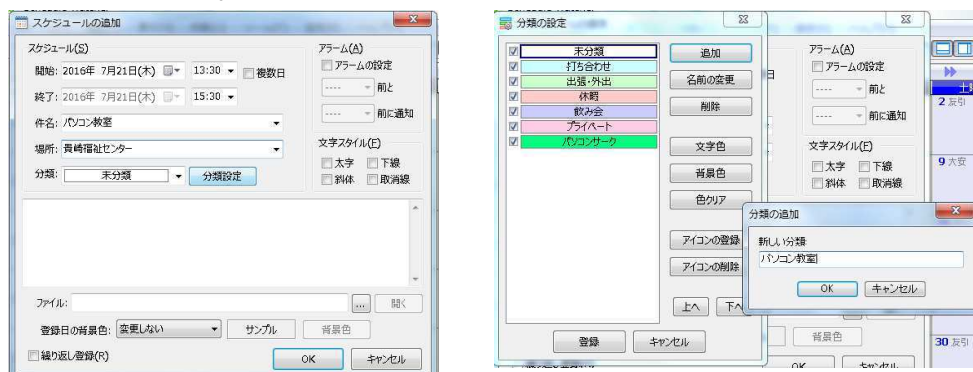 スケジュールの追加
スケジュール(S)
開始: 2016年 7月21日(木) 13:30 複数日
終了: 2016年 7月21日(木) 15:30
件名: パソコン教室
場所: 貴崎福祉センター
分類: 未分類 分類設定
アラーム(A)
アラームの設定
---- 前と
---- 前に通知
文字スタイル(F)
太字 下線
斜体 取消線
ファイル: ... 開く
登録日の背景色: 変更しない サンプル 背景色
繰り返し登録(R)
OK キャンセル
分類の設定
未分類
打ち合わせ
出張・外出
休暇
飲み会
プライベート
パソコンサーク
追加
名前の変更
削除
文字色
背景色
色クリア
アイコンの登録
アイコンの削除
上へ 下へ
登録 キャンセル
日
アラーム(A)
アラームの設定
---- 前と
---- 前に通知
文字スタイル(F)
太字 下線
斜体 取消線
分類の追加
新しい分類
パソコン教室
OK キャンセル
背景色
OK キャンセル
土曜
2 友引
9 大安
30 友引